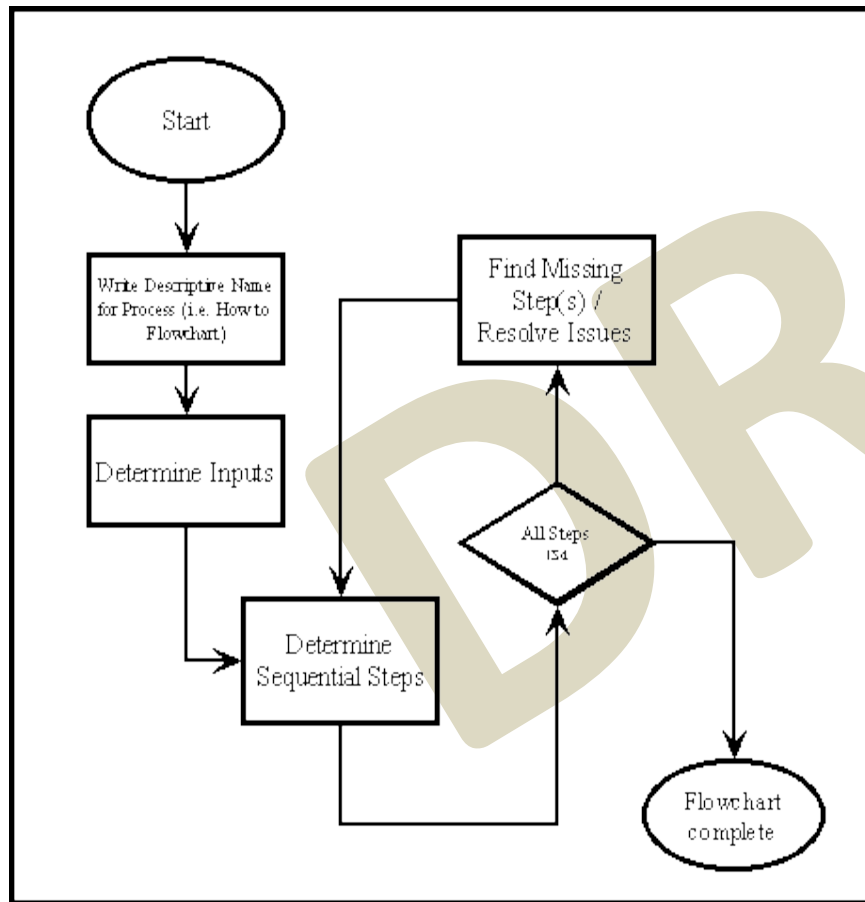 Start
Write Descriptive Name
for Process (i.e. How to
Flowchart)
Determine Inputs
Determine
Sequential Steps
All Steps
Find Missing
Step(s) /
Resolve Issues
Flowchart
complete
DR